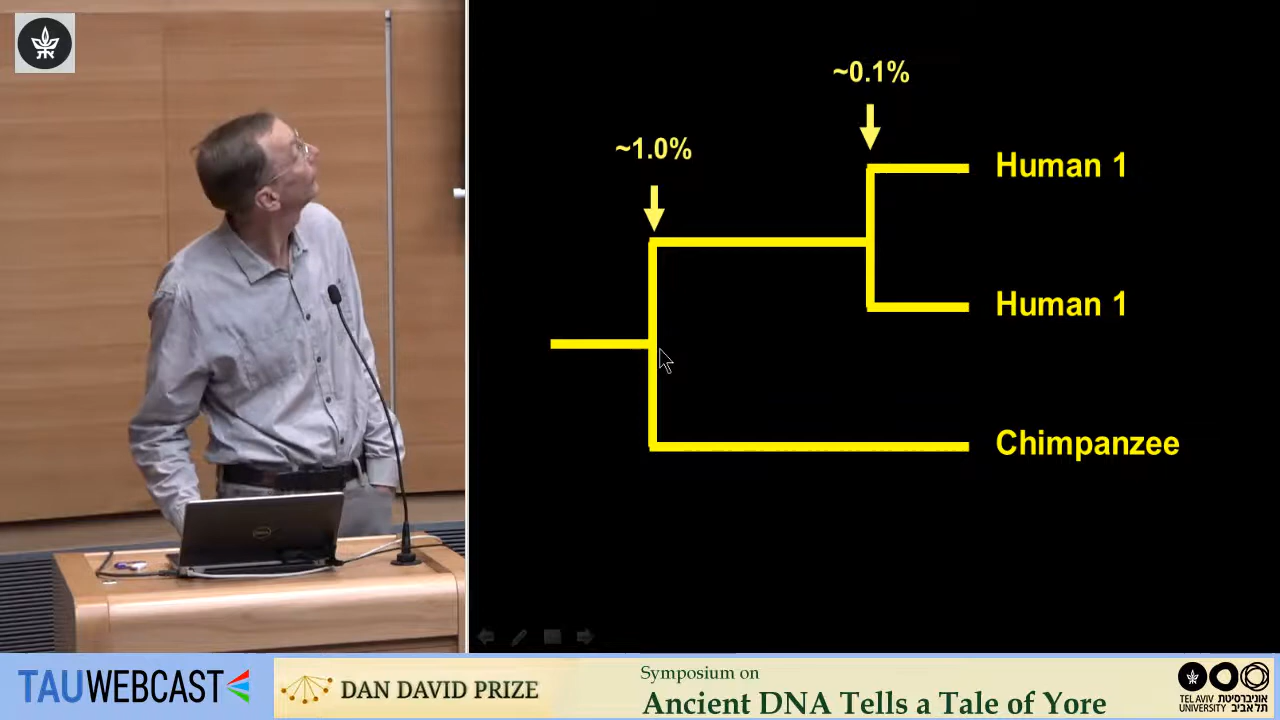 ~0.1%
~1.0%
Human 1
Human 1
Chimpanzee
TAUWEBCAST
DAN DAVID PRIZE
Symposium on
Ancient DNA Tells a Tale of Yore
TEL AVIV אוניברסיטת
UNIVERSITY תל אביב